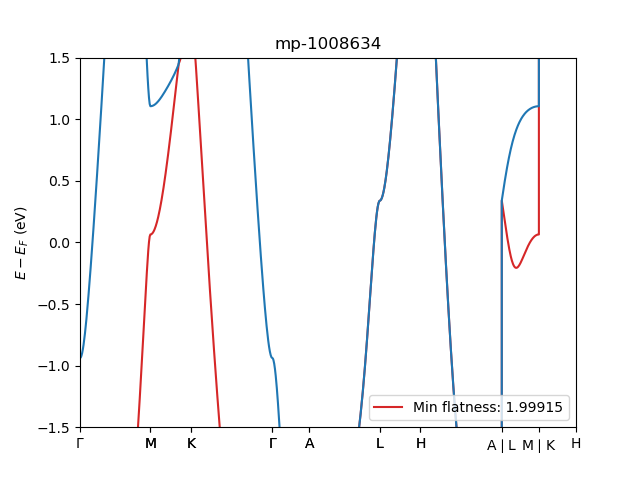 mp-1008634
E − E_F (eV)
1.5
1.0
0.5
0.0
−0.5
−1.0
−1.5
Min flatness: 1.99915
Γ M K Γ A L H A | L M | K H